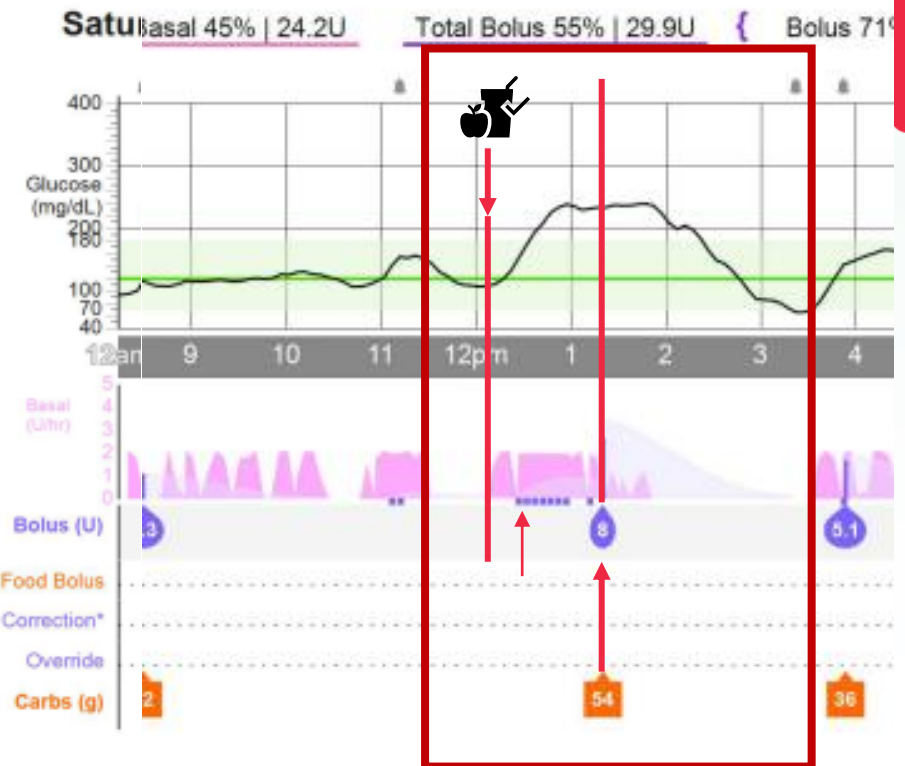 Satu Basal 45% | 24.2U Total Bolus 55% | 29.9U { Bolus 71%
400
300
Glucose
(mg/dL)
200
180
100
70
40
12am 9 10 11 12pm 1 2 3 4
5
Basal 4
(U/hr) 3
2
1
0
Bolus (U) .3 8 5.1
Food Bolus
Correction*
Override
Carbs (g) 2 54 36